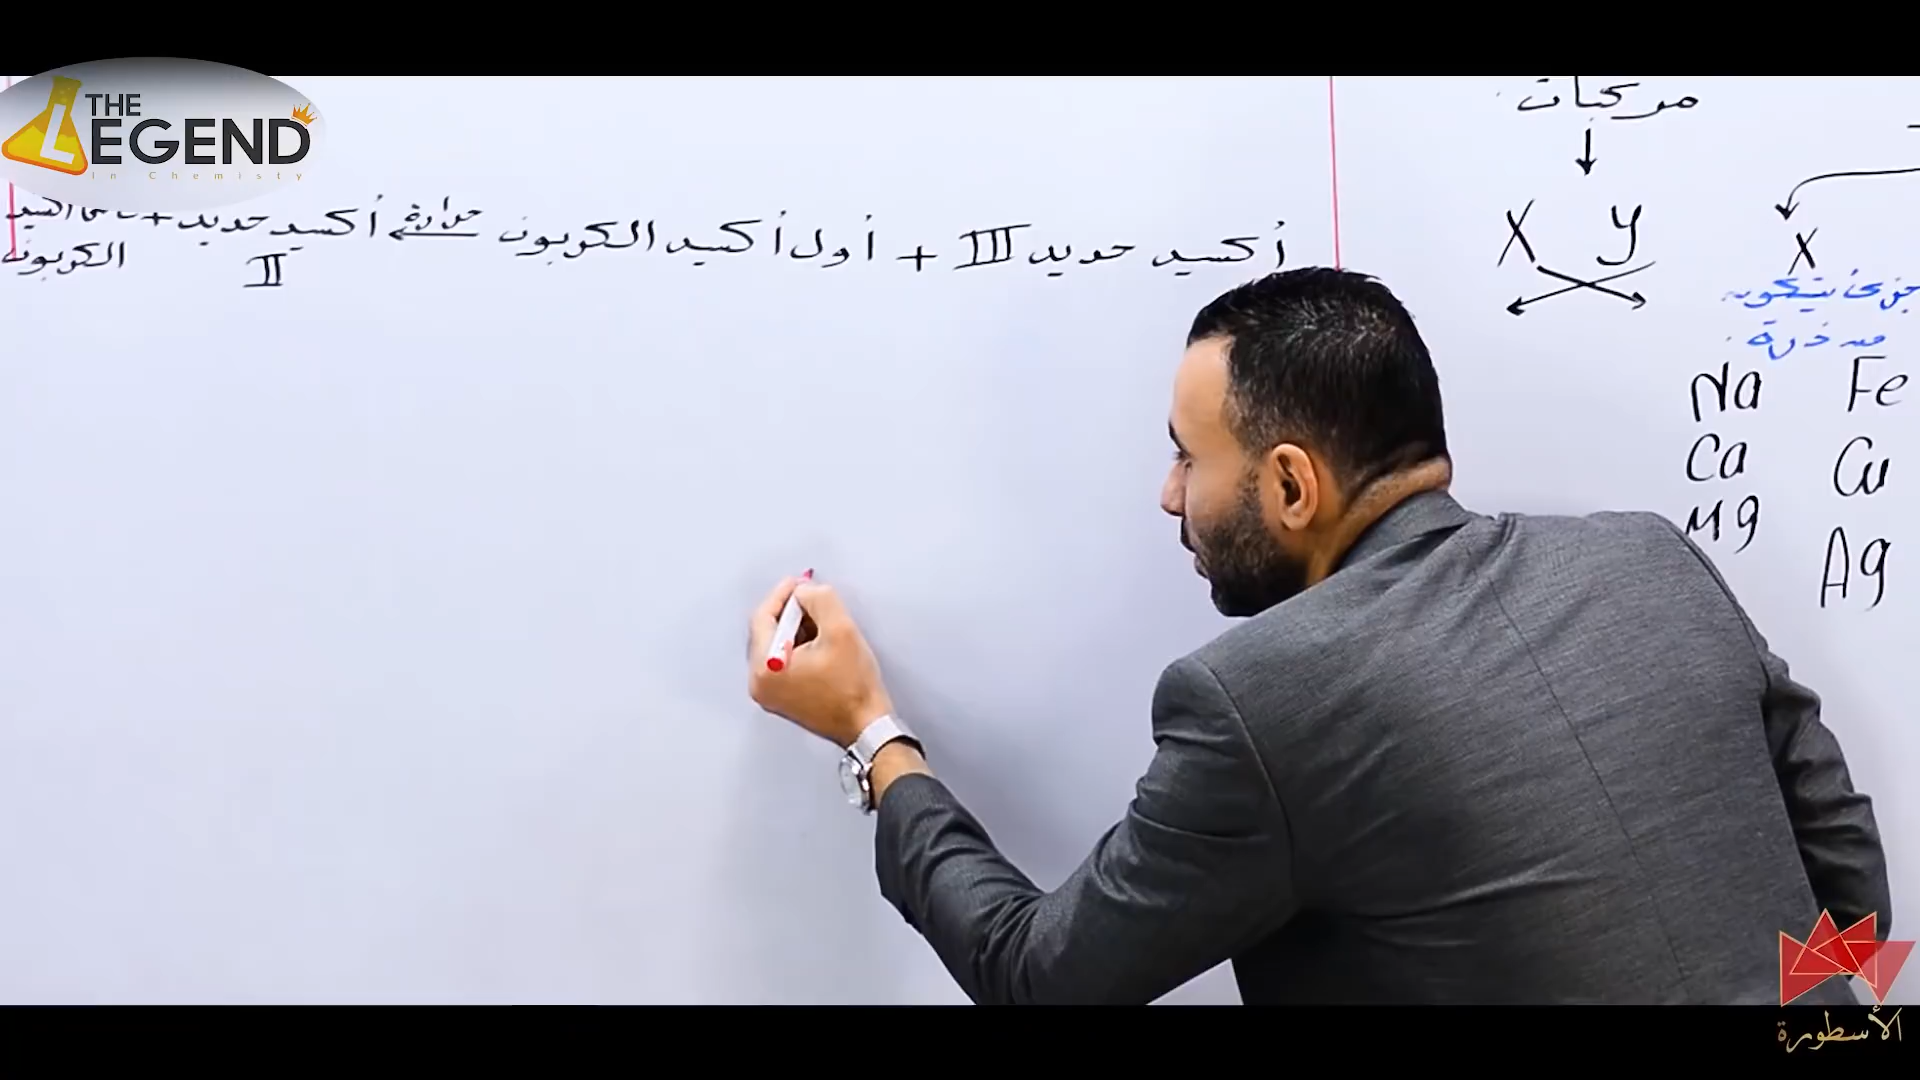 THE
LEGEND
In Chemisty
مركبات
X Y
X
جزئ يتكون
من ذرة
Na Fe
Ca Cu
Mg Ag
أكسيد حديد III + أول أكسيد الكربون حرارة أكسيد حديد + ثانى أكسيد
II الكربون
الأسطورة